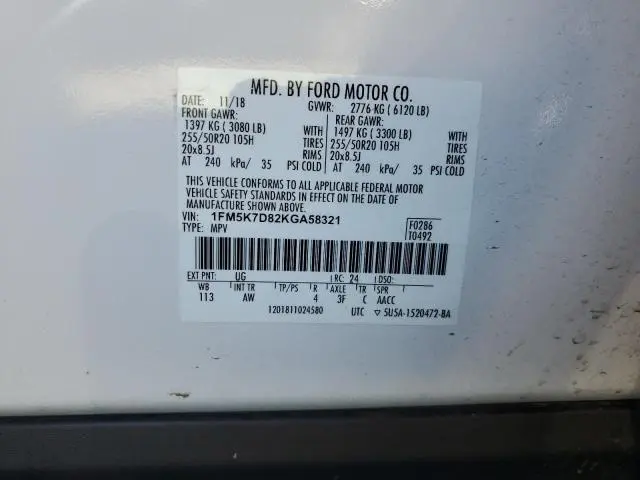 MFD. BY FORD MOTOR CO.
DATE: 11/18 GVWR: 2776 KG ( 6120 LB)
FRONT GAWR: REAR GAWR:
1397 KG ( 3080 LB) WITH 1497 KG ( 3300 LB) WITH
255/50R20 105H TIRES 255/50R20 105H TIRES
20x8.5J RIMS 20x8.5J RIMS
AT 240 kPa/ 35 PSI COLD AT 240 kPa/ 35 PSI COLD
THIS VEHICLE CONFORMS TO ALL APPLICABLE FEDERAL MOTOR
VEHICLE SAFETY STANDARDS IN EFFECT ON THE DATE OF
MANUFACTURE SHOWN ABOVE.
VIN: 1FM5K7D82KGA58321 F0286
TYPE: MPV T0492
EXT PNT: UG RC: 24 DSO:
WB INT TR TP/PS R AXLE TR SPR
113 AW 4 3F C AACC
1201811024580 UTC ▽ 5U5A-1520472-BA